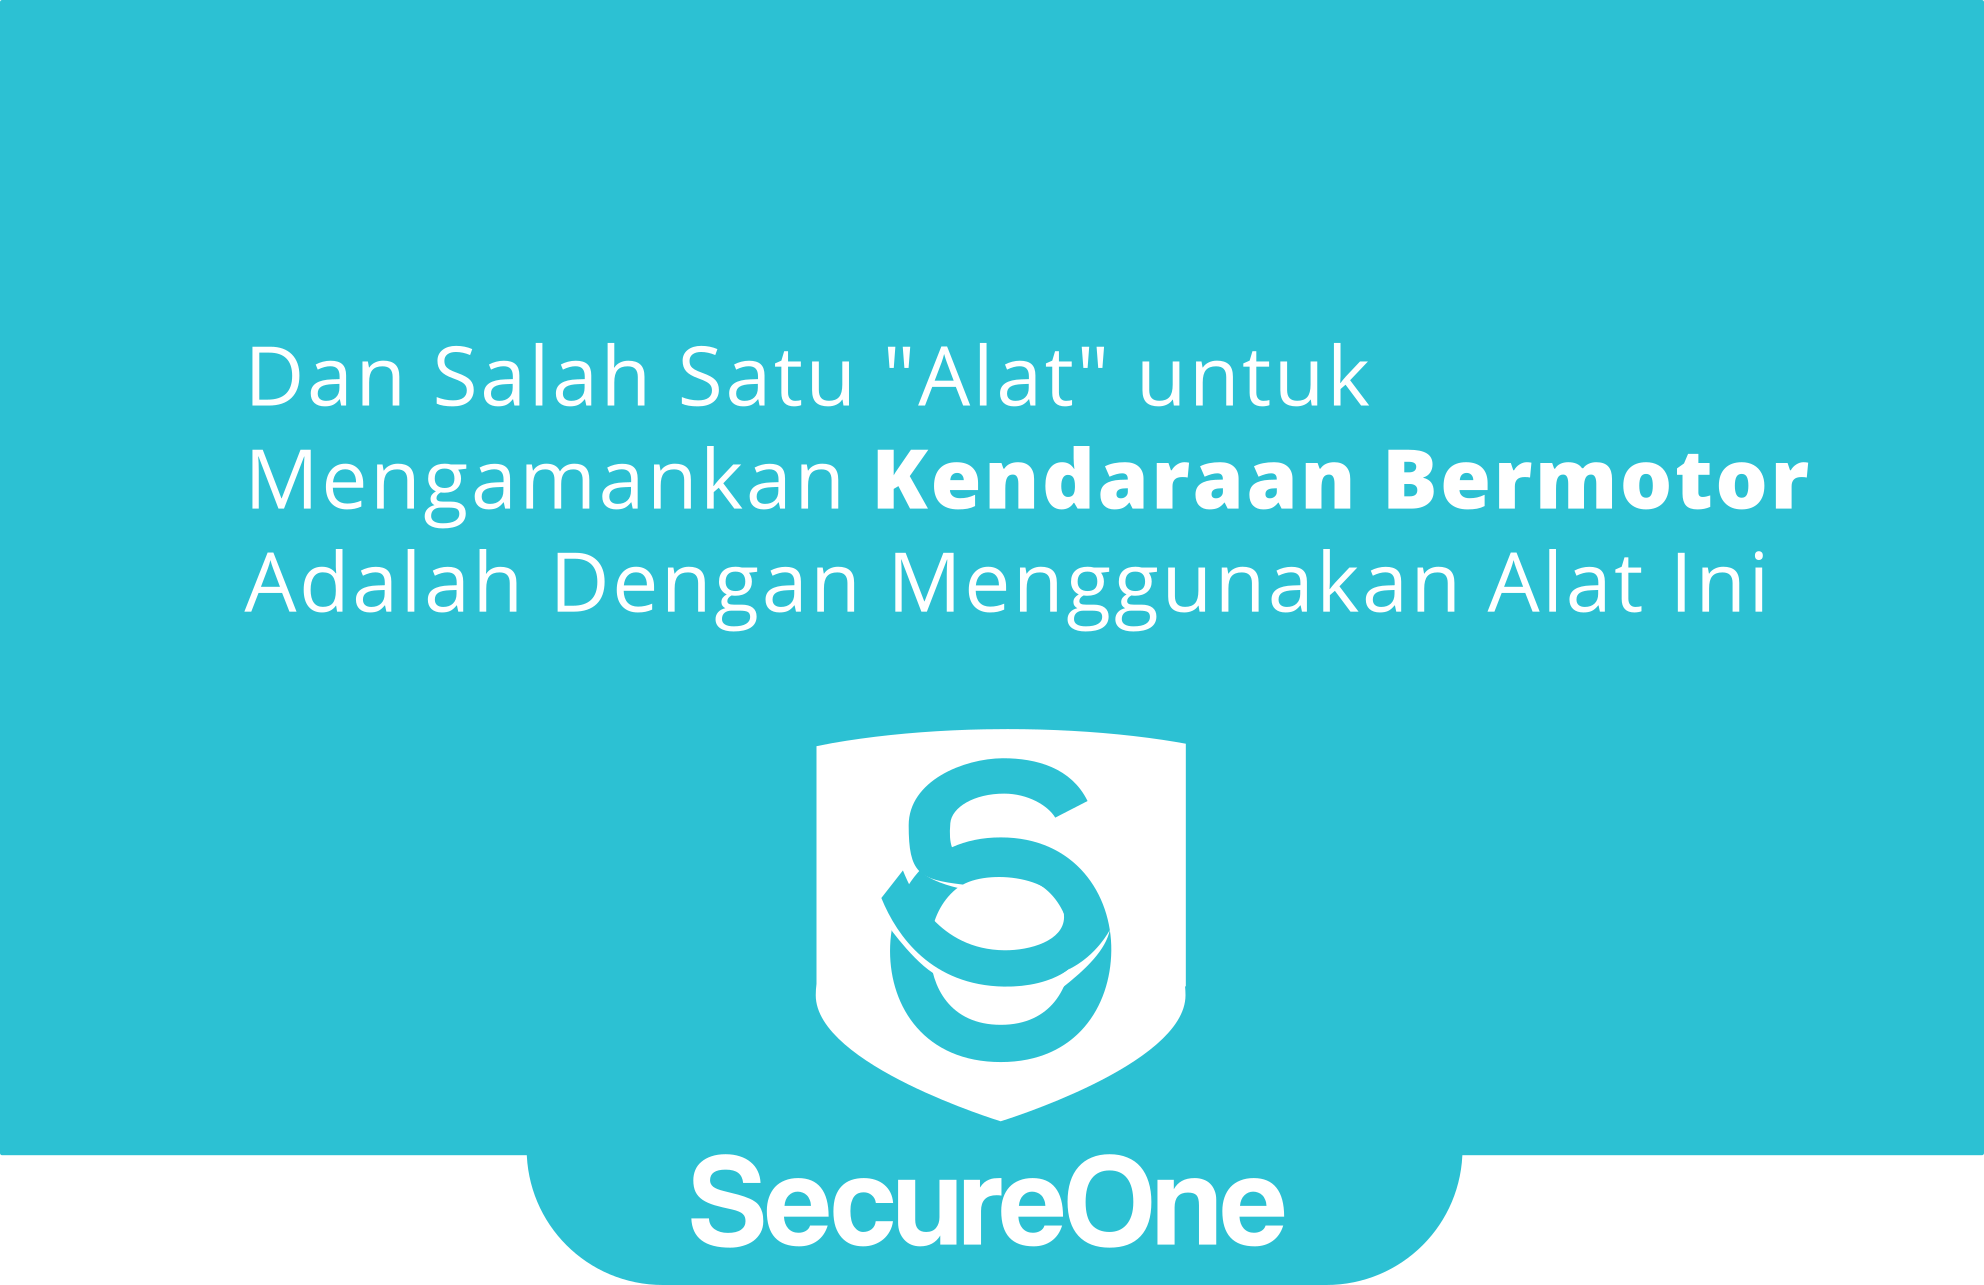 Dan Salah Satu "Alat" untuk
Mengamankan Kendaraan Bermotor
Adalah Dengan Menggunakan Alat Ini
SecureOne